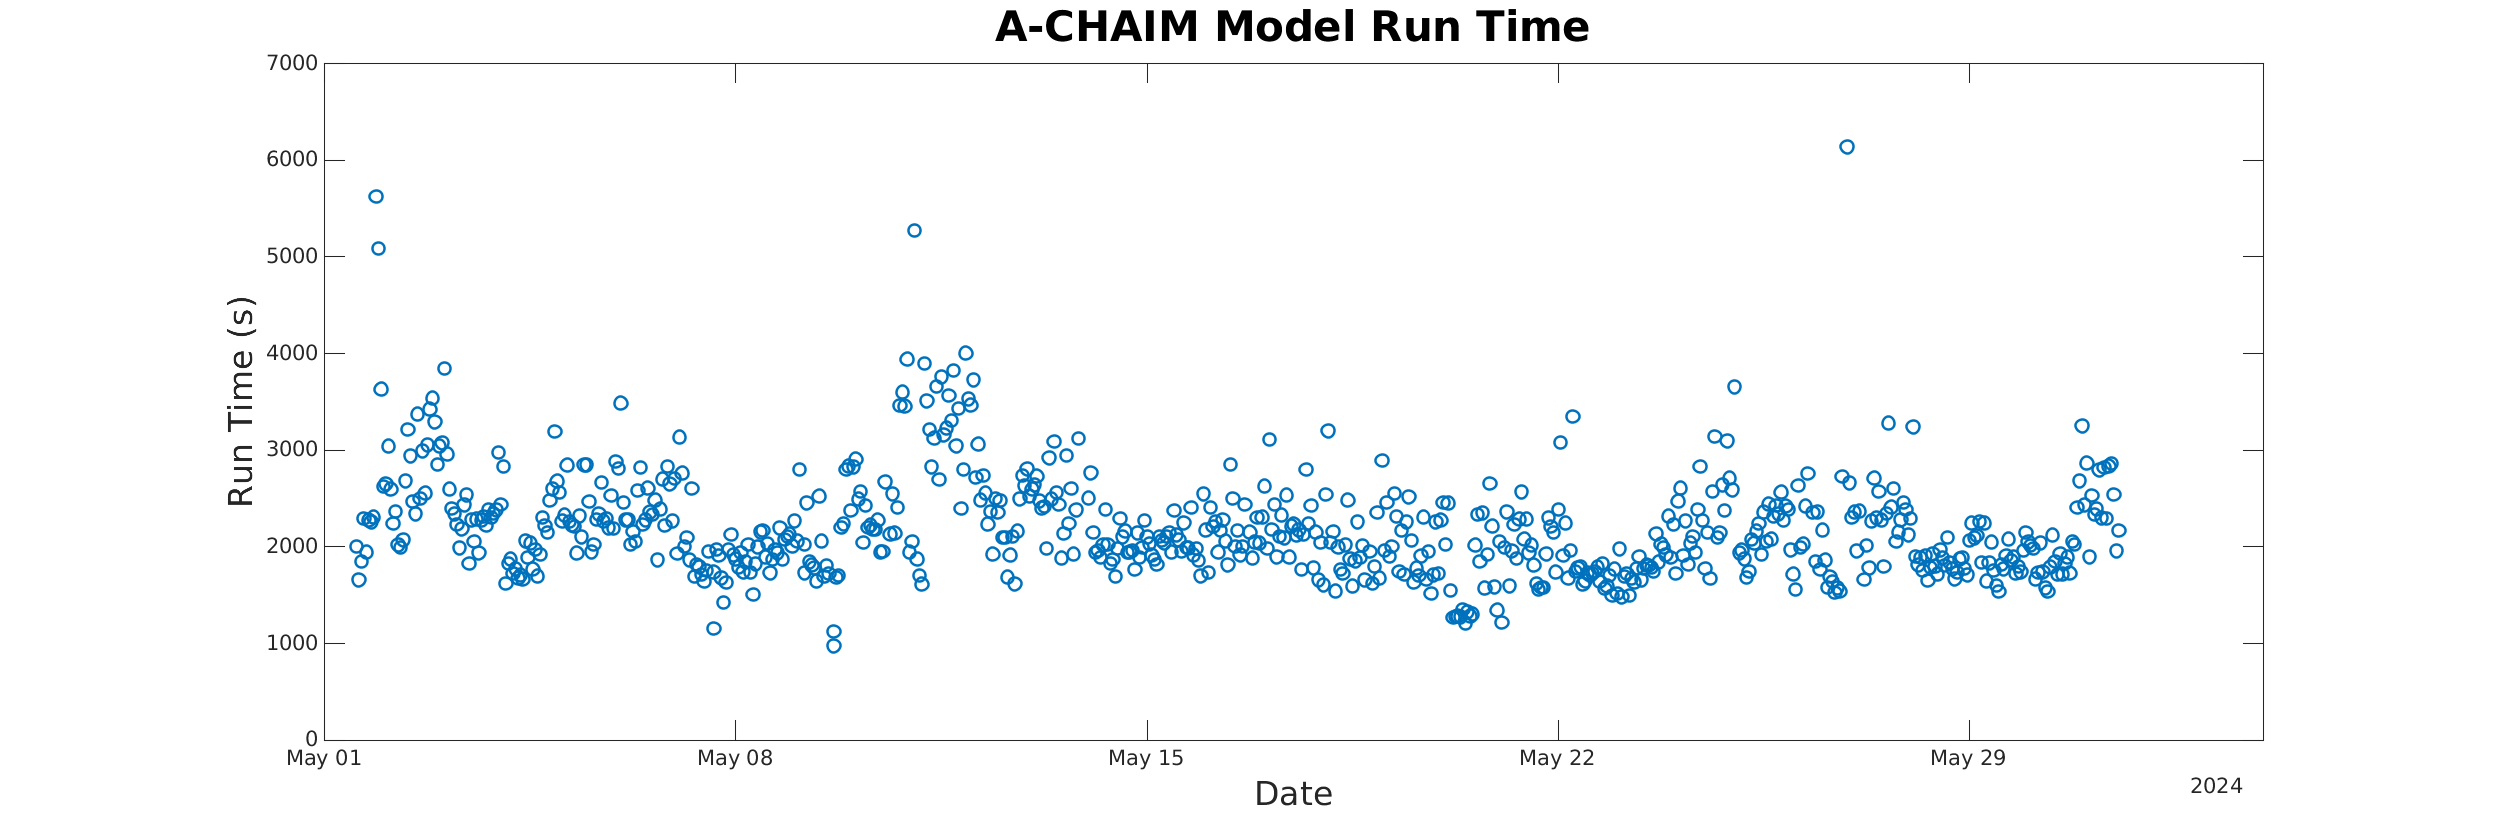 A-CHAIM Model Run Time
7000
6000
5000
4000
3000
2000
1000
0
Run Time (s)
May 01
May 08
May 15
May 22
May 29
Date
2024